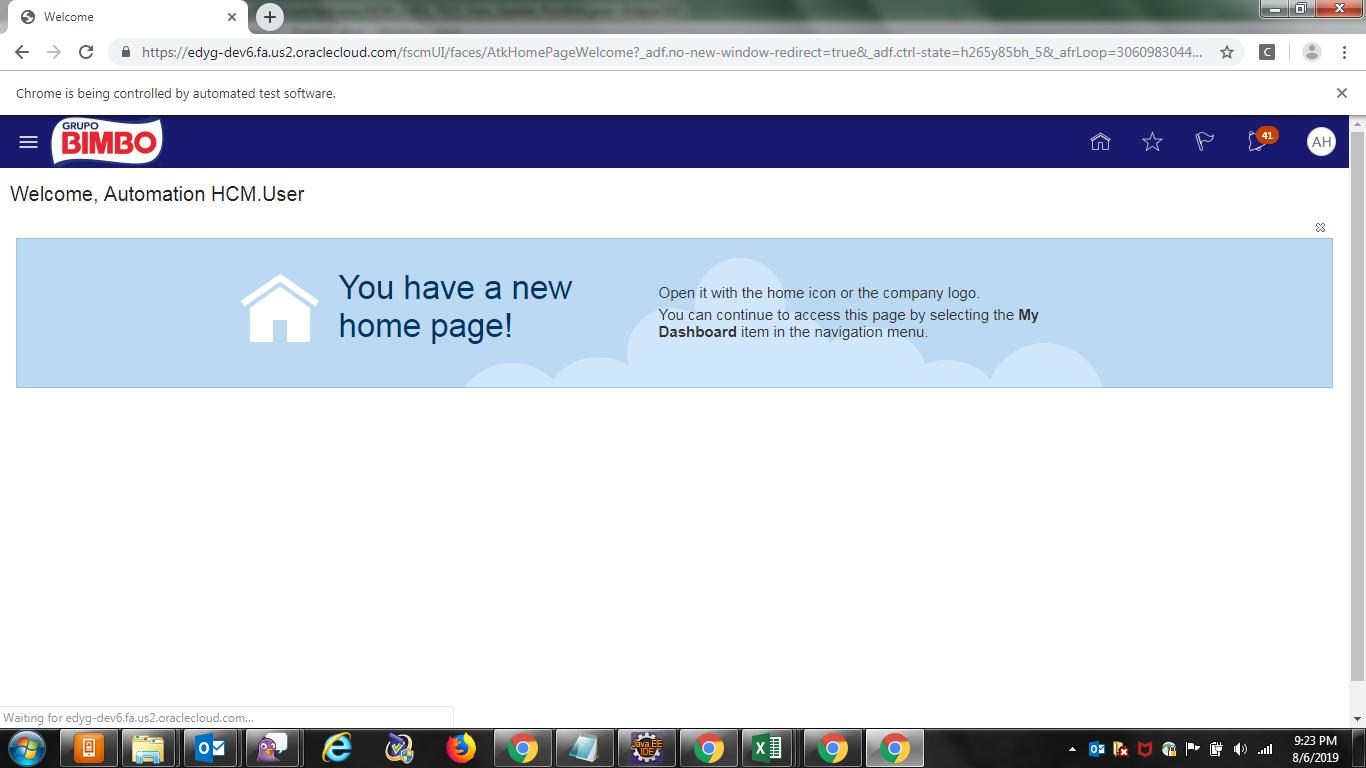 Welcome
https://edyg-dev6.fa.us2.oraclecloud.com/fscmUI/faces/AtkHomePageWelcome?_adf.no-new-window-redirect=true&_adf.ctrl-state=h265y85bh_5&_afrLoop=3060983044...
C
Chrome is being controlled by automated test software.
GRUPO
BIMBO
41
AH
Welcome, Automation HCM.User
You have a new
home page!
Open it with the home icon or the company logo.
You can continue to access this page by selecting the My
Dashboard item in the navigation menu.
Waiting for edyg-dev6.fa.us2.oraclecloud.com...
Java EE
IDE
9:23 PM
8/6/2019